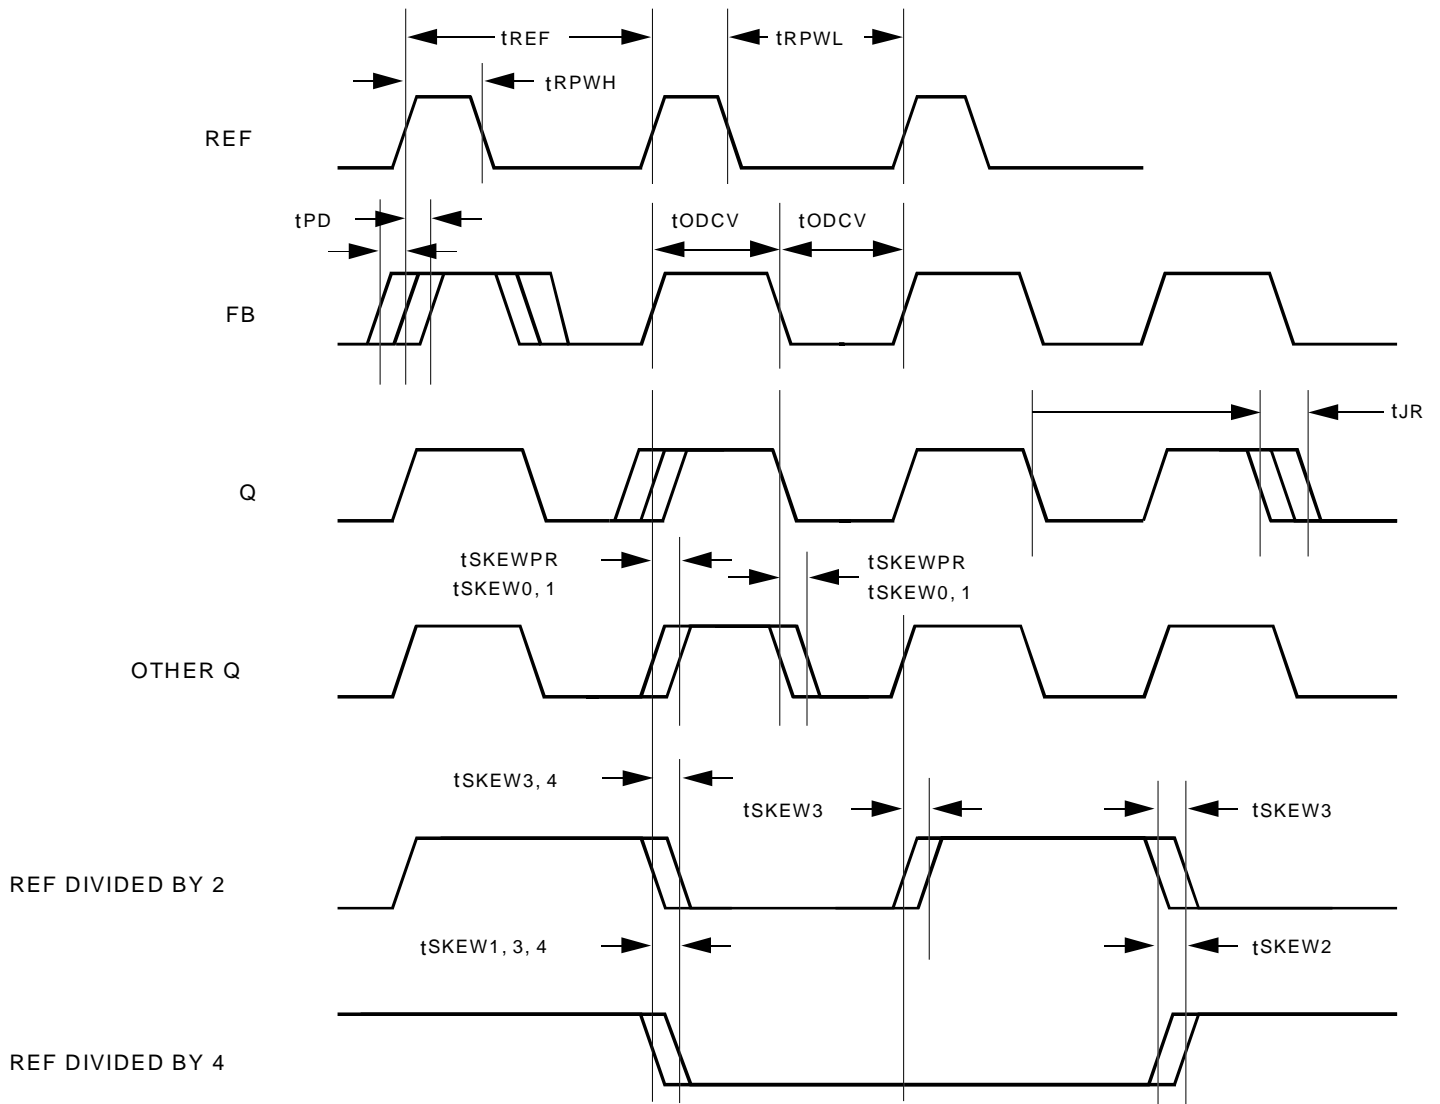 tREF
tRPWL
tRPWH
REF
tPD
tODCV
tODCV
FB
tJR
Q
tSKEWPR
tSKEW0, 1
tSKEWPR
tSKEW0, 1
OTHER Q
tSKEW3, 4
tSKEW3
tSKEW3
REF DIVIDED BY 2
tSKEW1, 3, 4
tSKEW2
REF DIVIDED BY 4